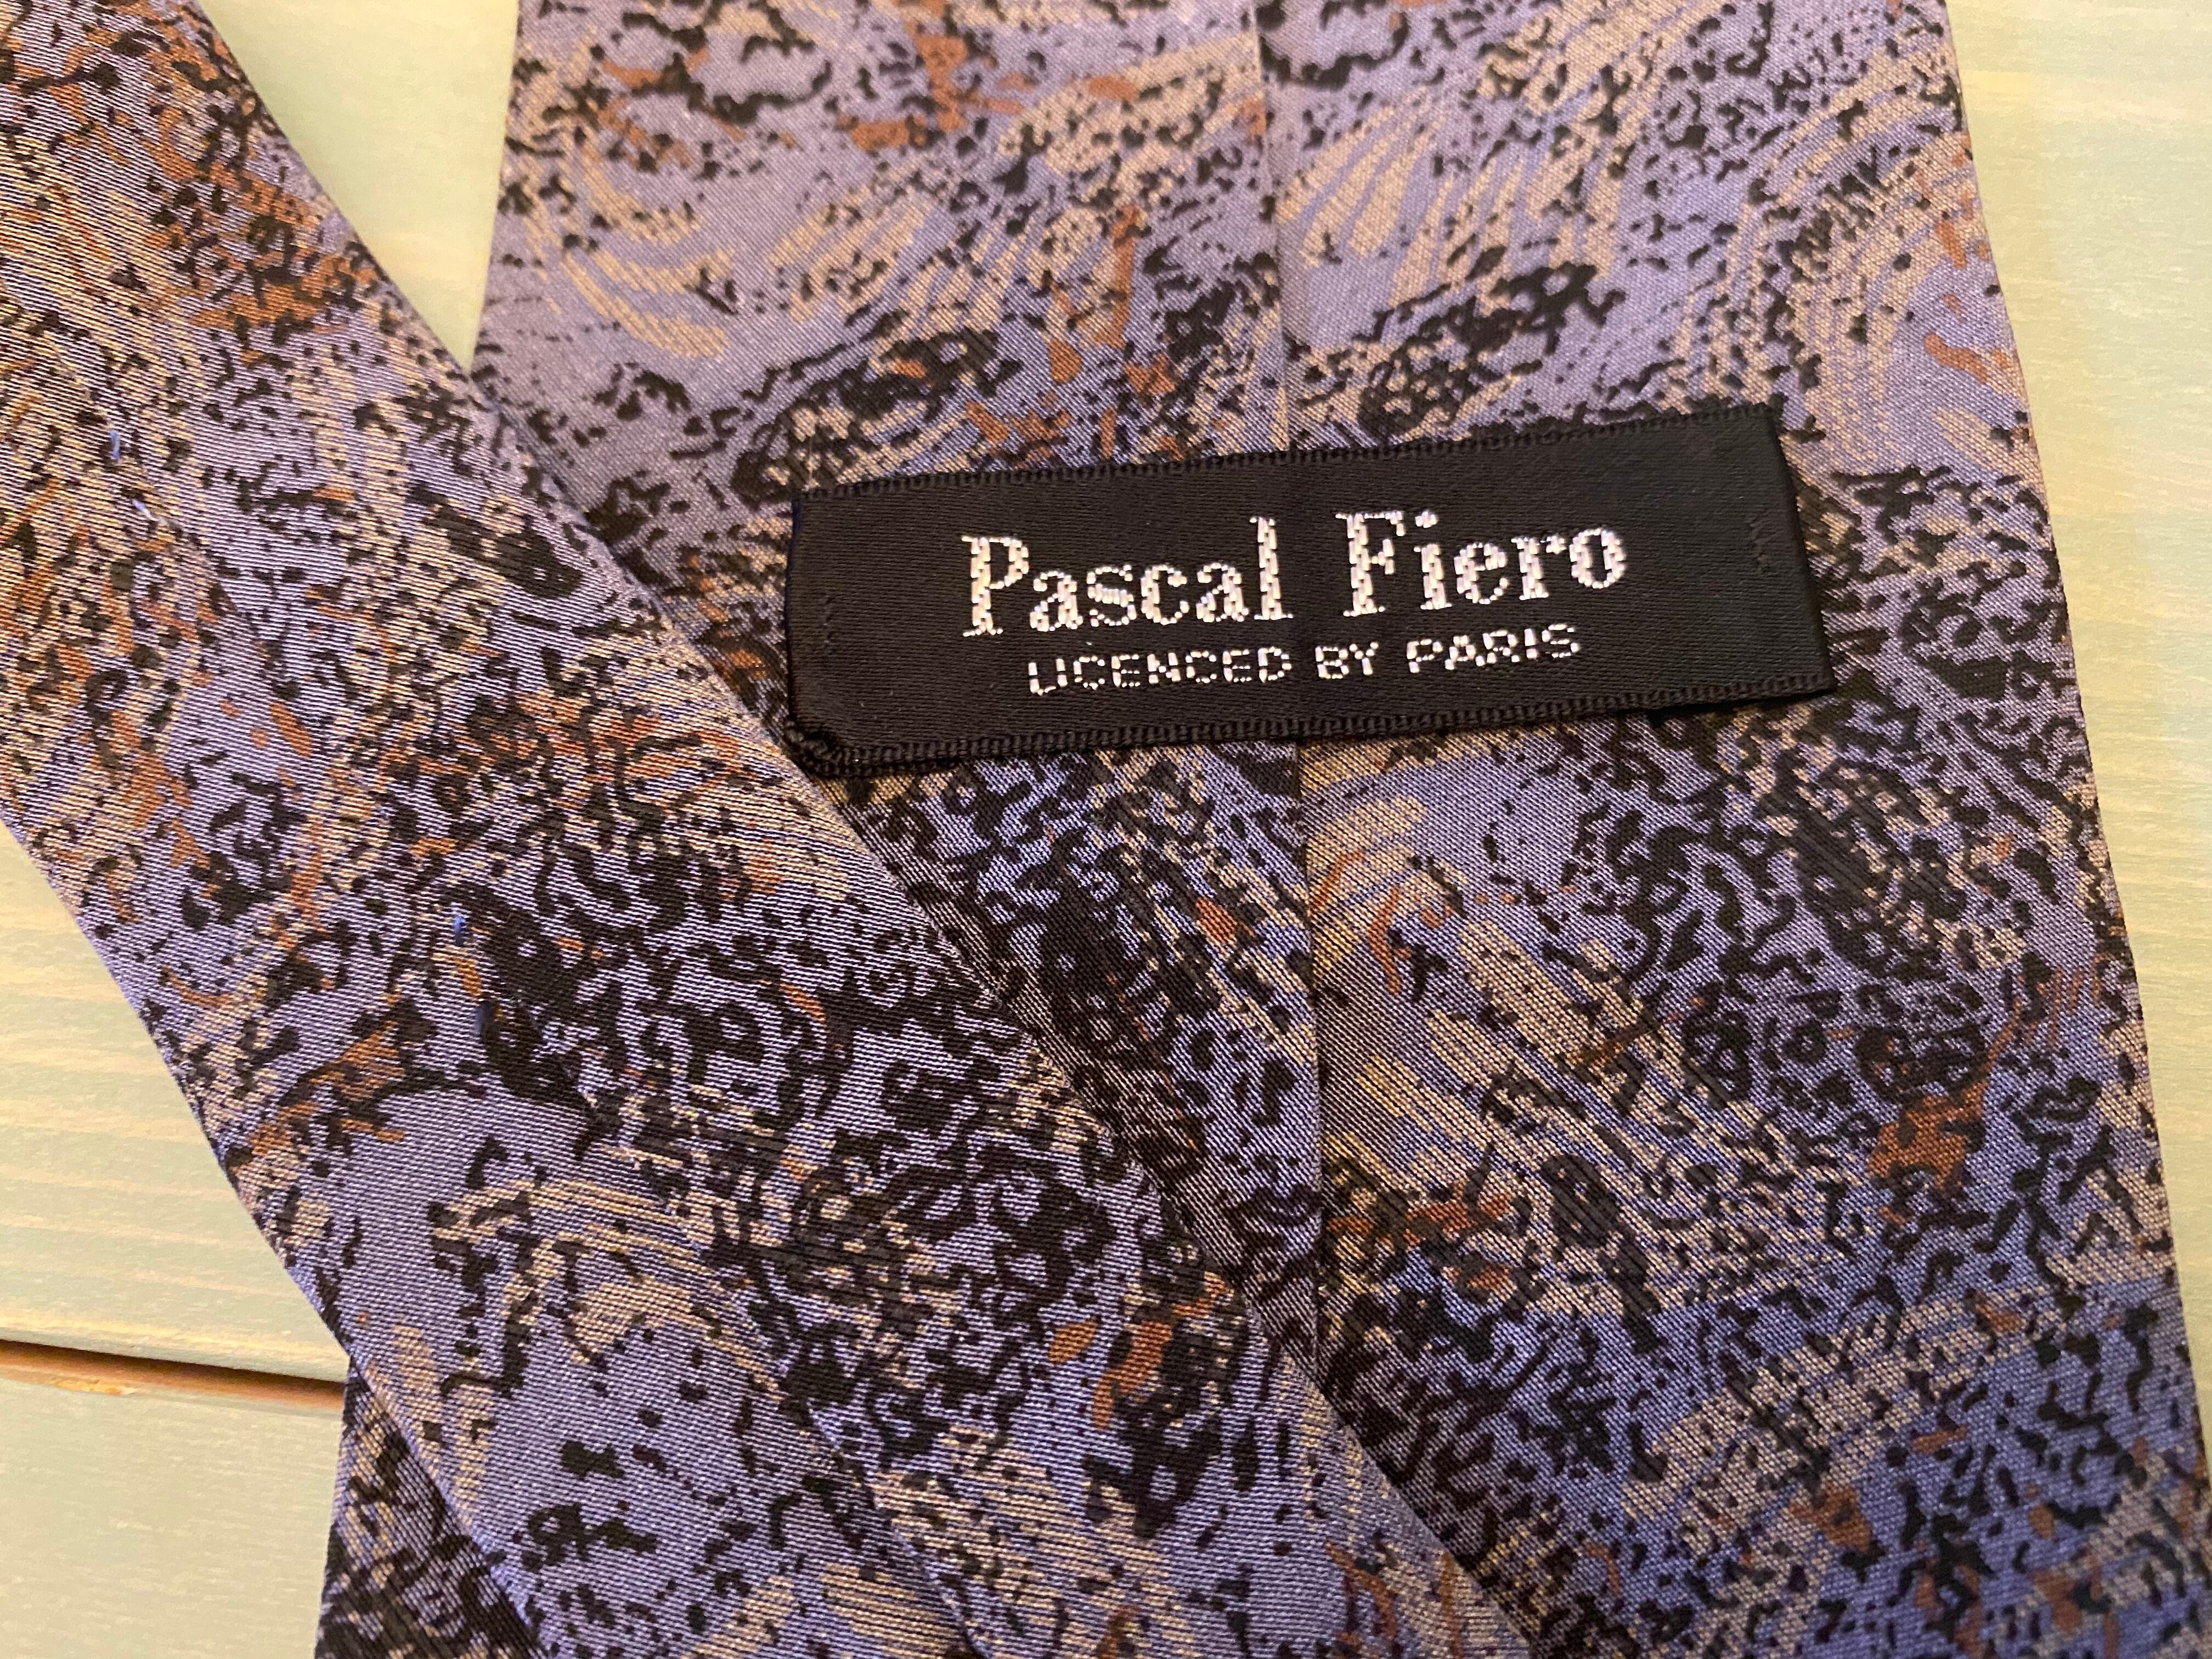 Pascal Fiero
LICENCED BY PARIS